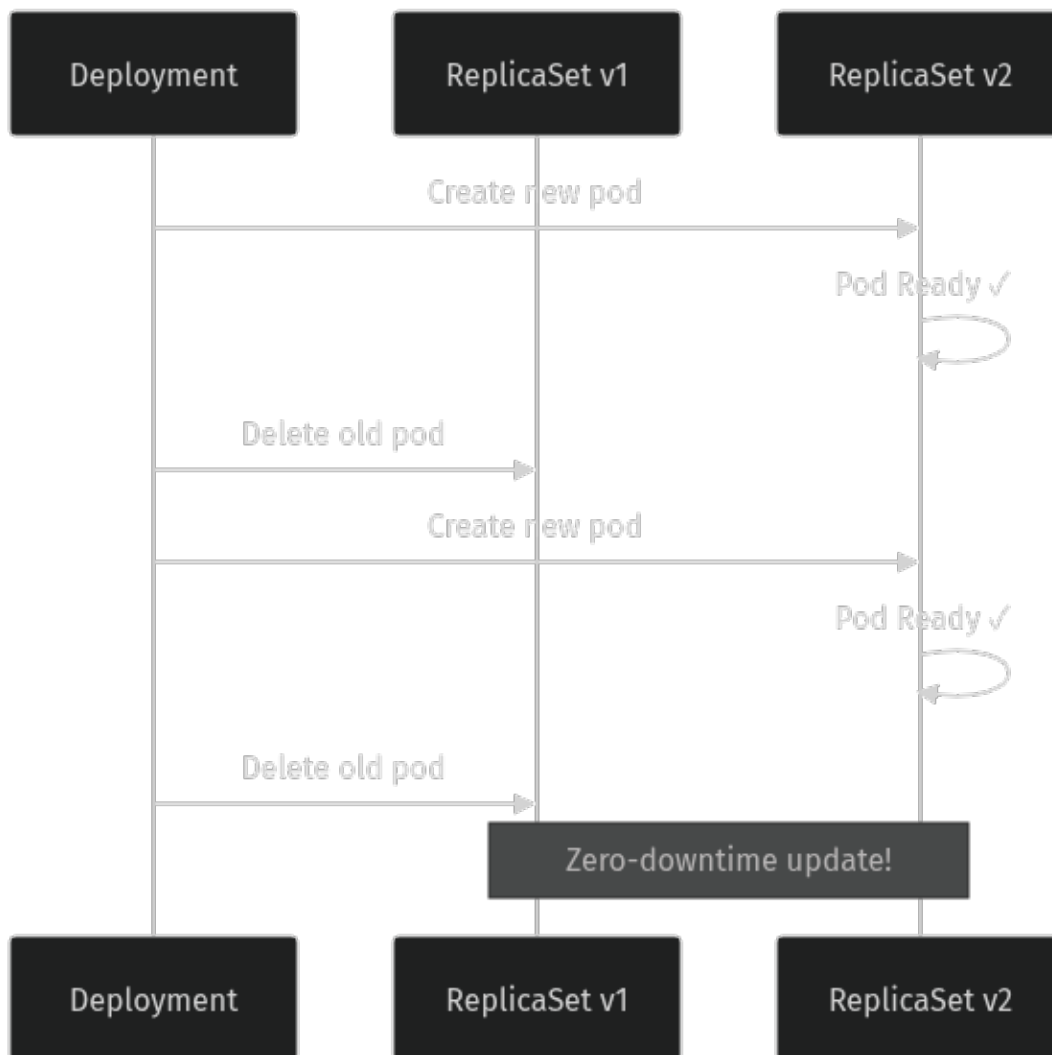 Deployment
ReplicaSet v1
ReplicaSet v2
Create new pod
Pod Ready ✓
Delete old pod
Create new pod
Pod Ready ✓
Delete old pod
Zero-downtime update!
Deployment
ReplicaSet v1
ReplicaSet v2